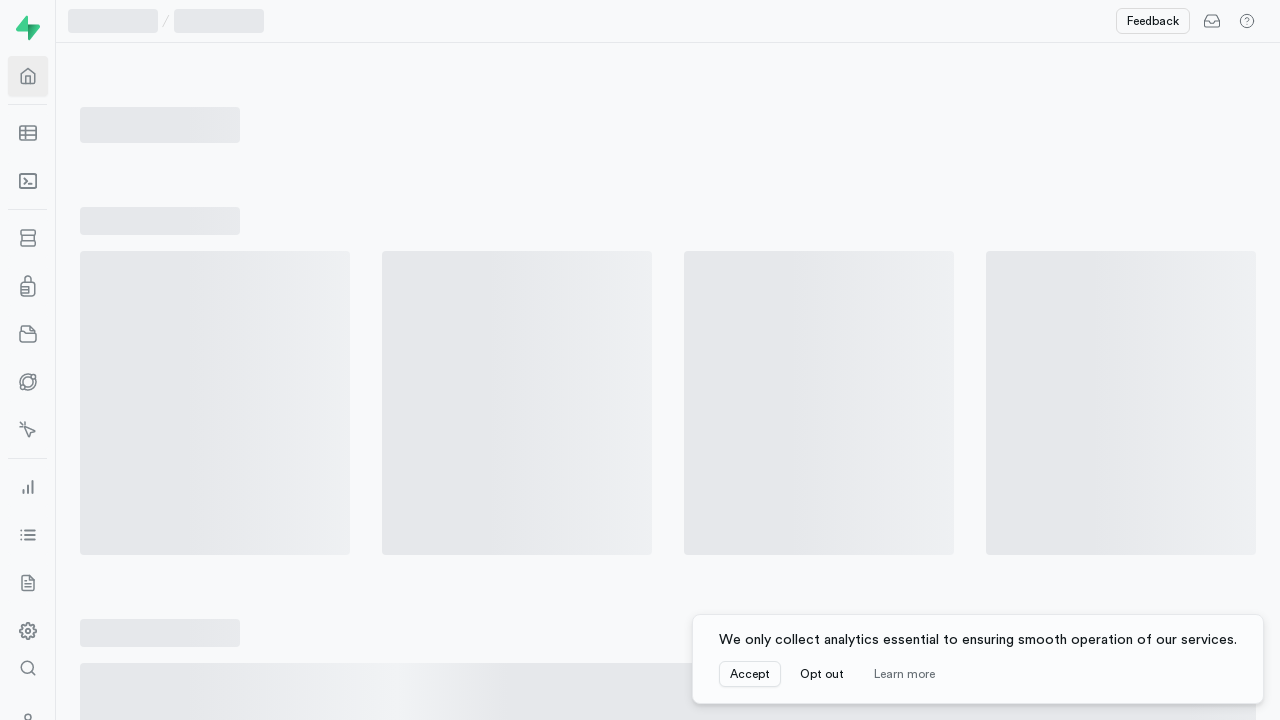 Feedback
We only collect analytics essential to ensuring smooth operation of our services.
Accept Opt out Learn more